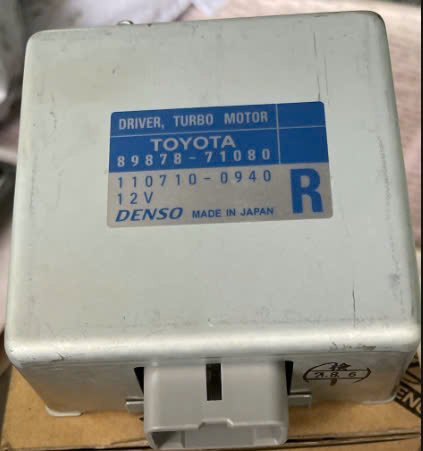 DRIVER, TURBO MOTOR
TOYOTA
89878-71080
110710-0940
12V
R
DENSO MADE IN JAPAN